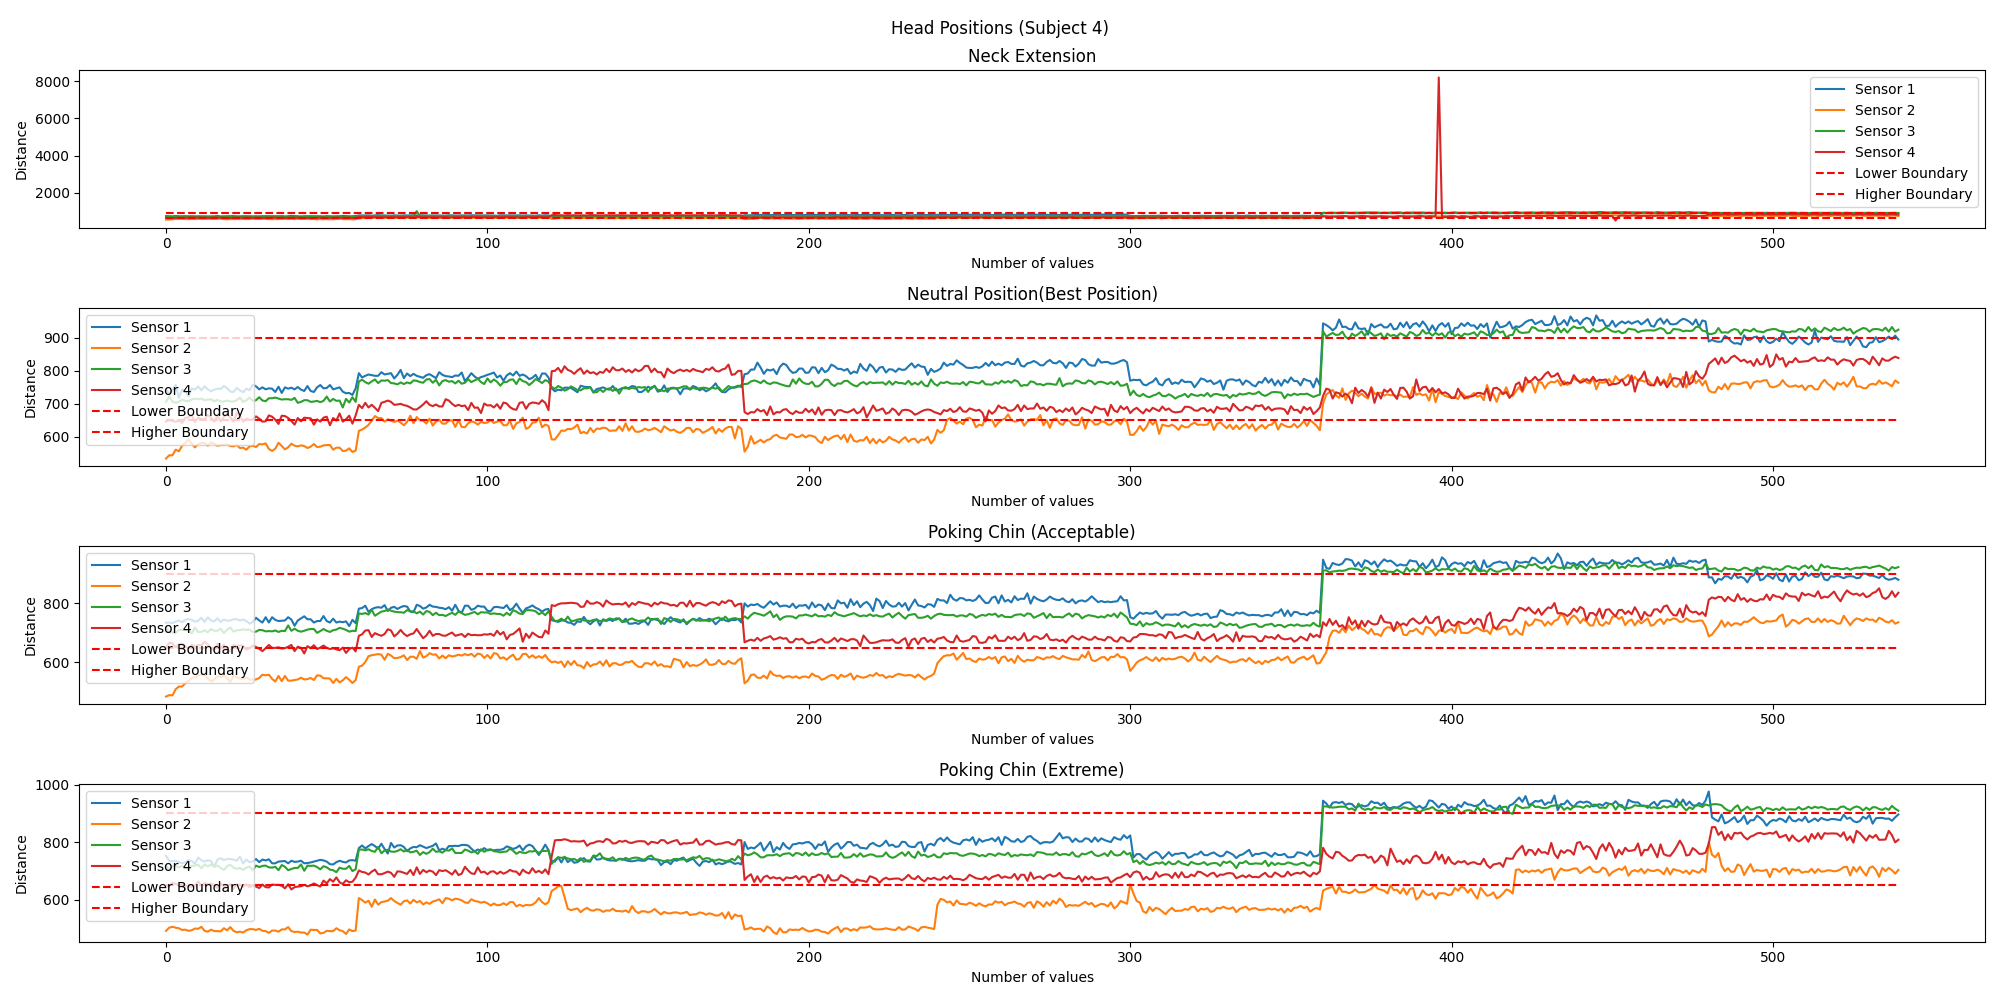 Head Positions (Subject 4)
Neck Extension
8000
6000
4000
2000
Distance
Sensor 1
Sensor 2
Sensor 3
Sensor 4
Lower Boundary
Higher Boundary
0 100 200 300 400 500
Number of values
Neutral Position(Best Position)
900
800
700
600
Distance
Sensor 1
Sensor 2
Sensor 3
Sensor 4
Lower Boundary
Higher Boundary
0 100 200 300 400 500
Number of values
Poking Chin (Acceptable)
800
600
Distance
Sensor 1
Sensor 2
Sensor 3
Sensor 4
Lower Boundary
Higher Boundary
0 100 200 300 400 500
Number of values
Poking Chin (Extreme)
1000
800
600
Distance
Sensor 1
Sensor 2
Sensor 3
Sensor 4
Lower Boundary
Higher Boundary
0 100 200 300 400 500
Number of values